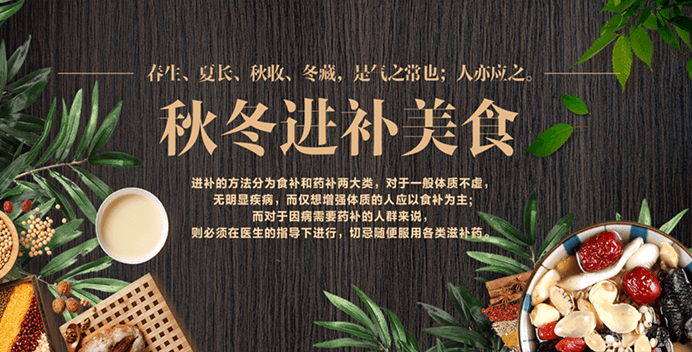 春生、夏长、秋收、冬藏，是气之常也；人亦应之。
秋冬进补美食
进补的方法分为食补和药补两大类，对于一般体质不虚，
无明显疾病，而仅想增强体质的人应以食补为主；
而对于因病需要药补的人群来说，
则必须在医生的指导下进行，切忌随便服用各类滋补药。